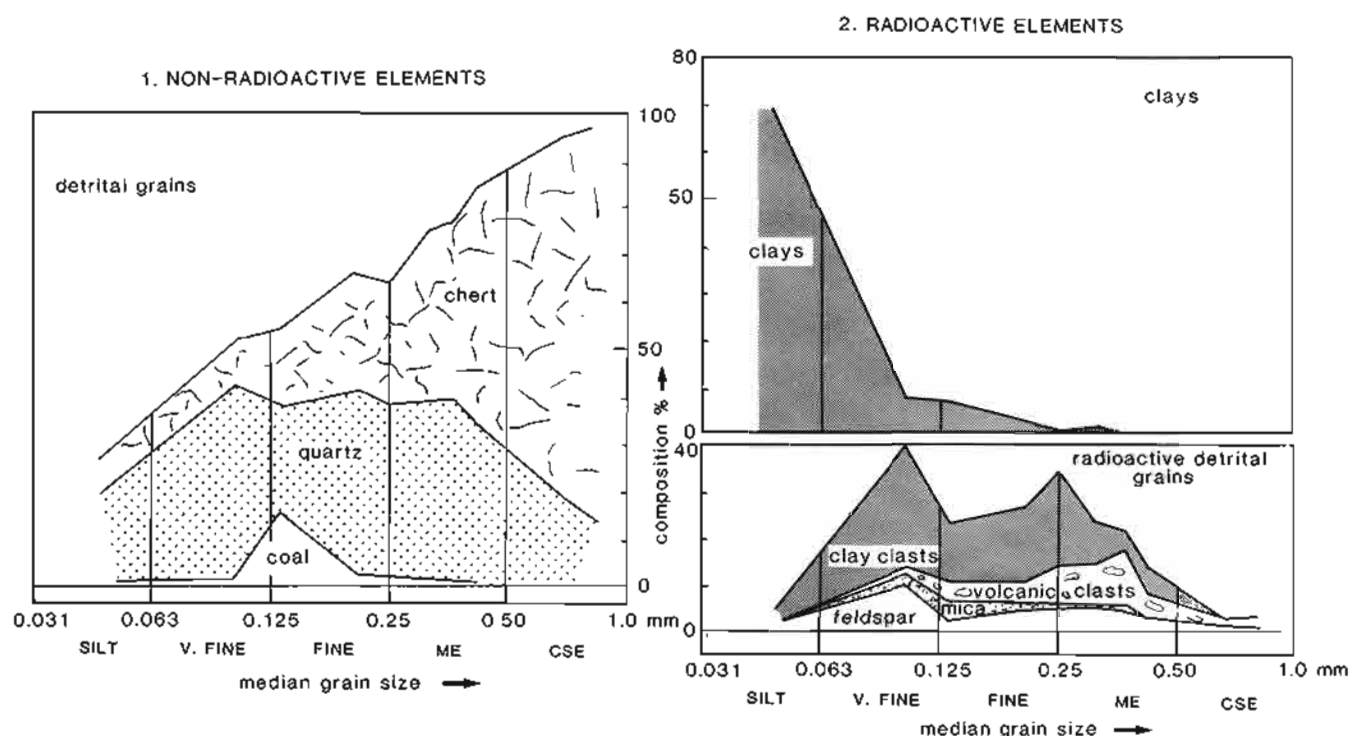 1. NON-RADIOACTIVE ELEMENTS
detrital grains
chert
quartz
coal
100
50
0
composition %
0.031 0.063 0.125 0.25 0.50 1.0 mm
SILT V. FINE FINE ME CSE
median grain size
2. RADIOACTIVE ELEMENTS
80
50
0
clays
clays
40
0
radioactive detrital
grains
clay clasts
volcanic clasts
mica
feldspar
0.031 0.063 0.125 0.25 0.50 1.0 mm
SILT V. FINE FINE ME CSE
median grain size